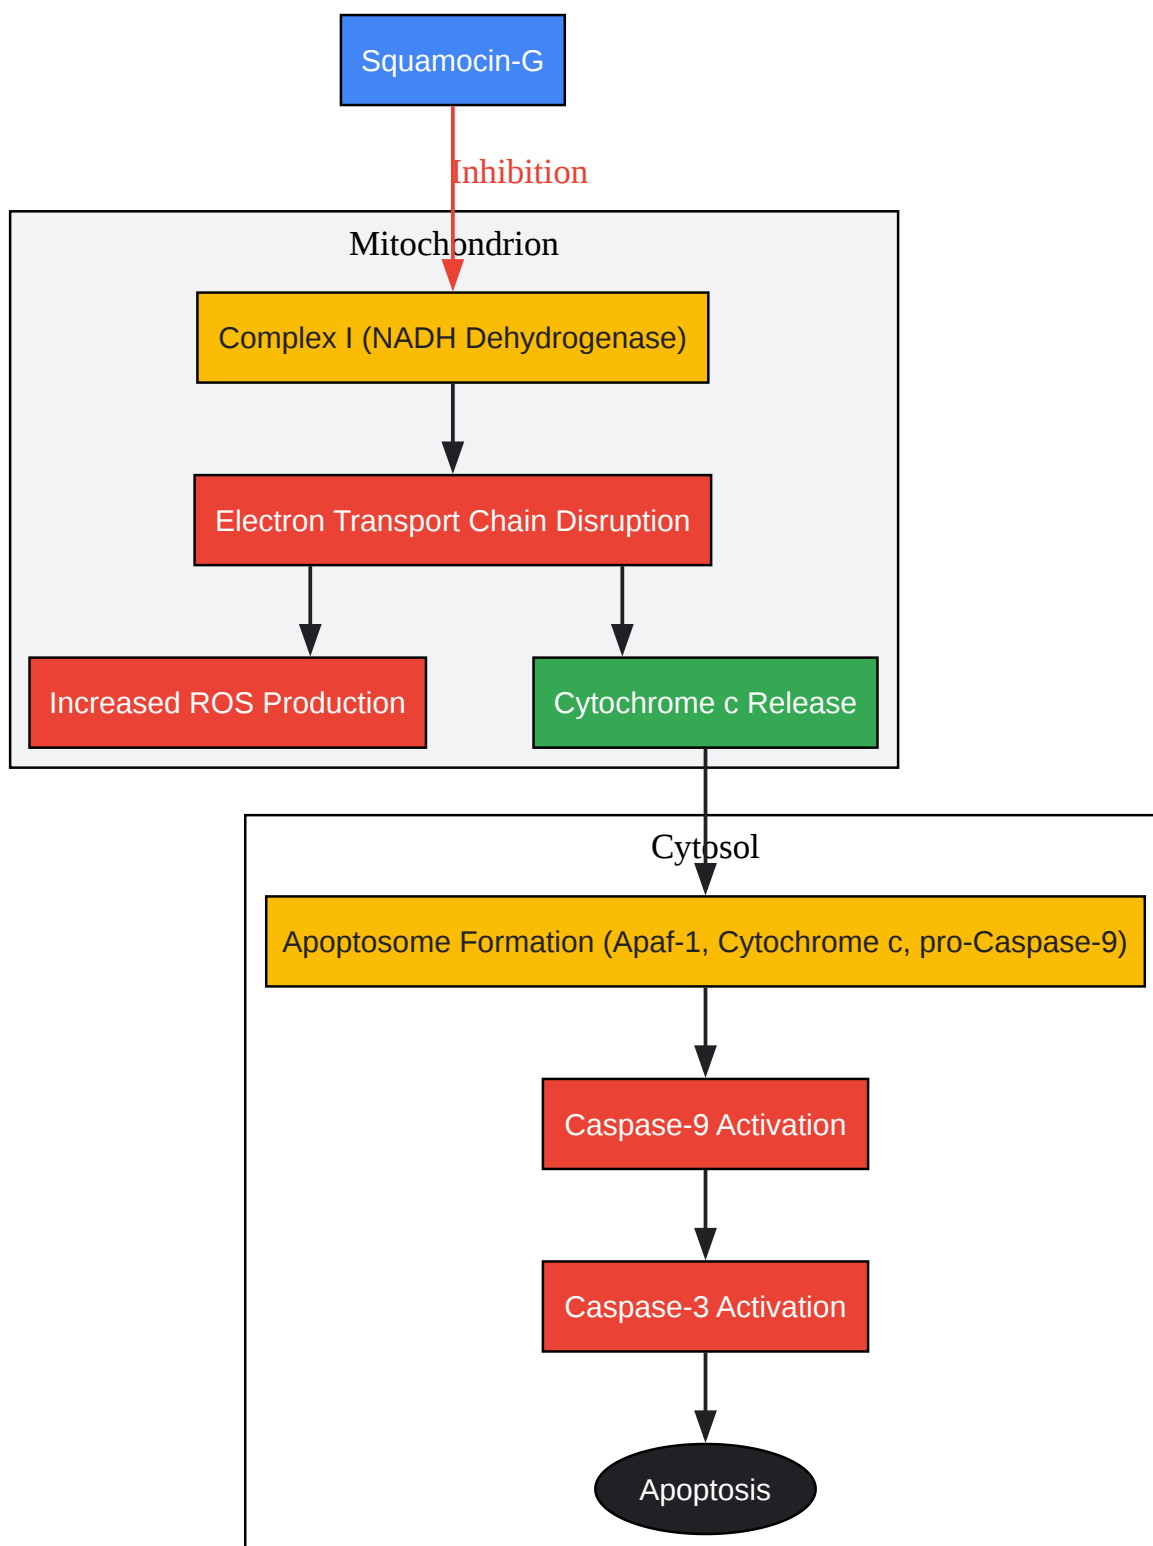 Squamocin-G
Inhibition
Mitochondrion
Complex I (NADH Dehydrogenase)
Electron Transport Chain Disruption
Increased ROS Production
Cytochrome c Release
Cytosol
Apoptosome Formation (Apaf-1, Cytochrome c, pro-Caspase-9)
Caspase-9 Activation
Caspase-3 Activation
Apoptosis